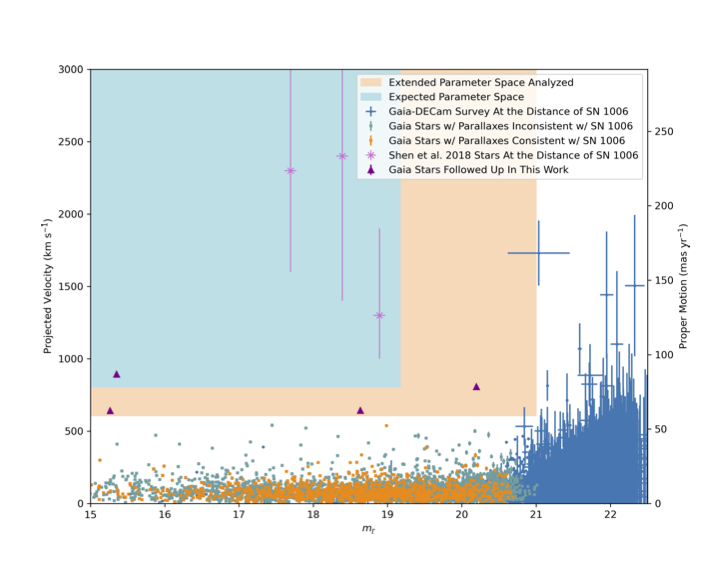 3000
2500
2000
1500
1000
500
0
Projected Velocity (km s⁻¹)
Extended Parameter Space Analyzed
Expected Parameter Space
Gaia-DECam Survey At the Distance of SN 1006
Gaia Stars w/ Parallaxes Inconsistent w/ SN 1006
Gaia Stars w/ Parallaxes Consistent w/ SN 1006
Shen et al. 2018 Stars At the Distance of SN 1006
Gaia Stars Followed Up In This Work
250
200
150
100
50
0
Proper Motion (mas yr⁻¹)
15 16 17 18 19 20 21 22
mᵣ